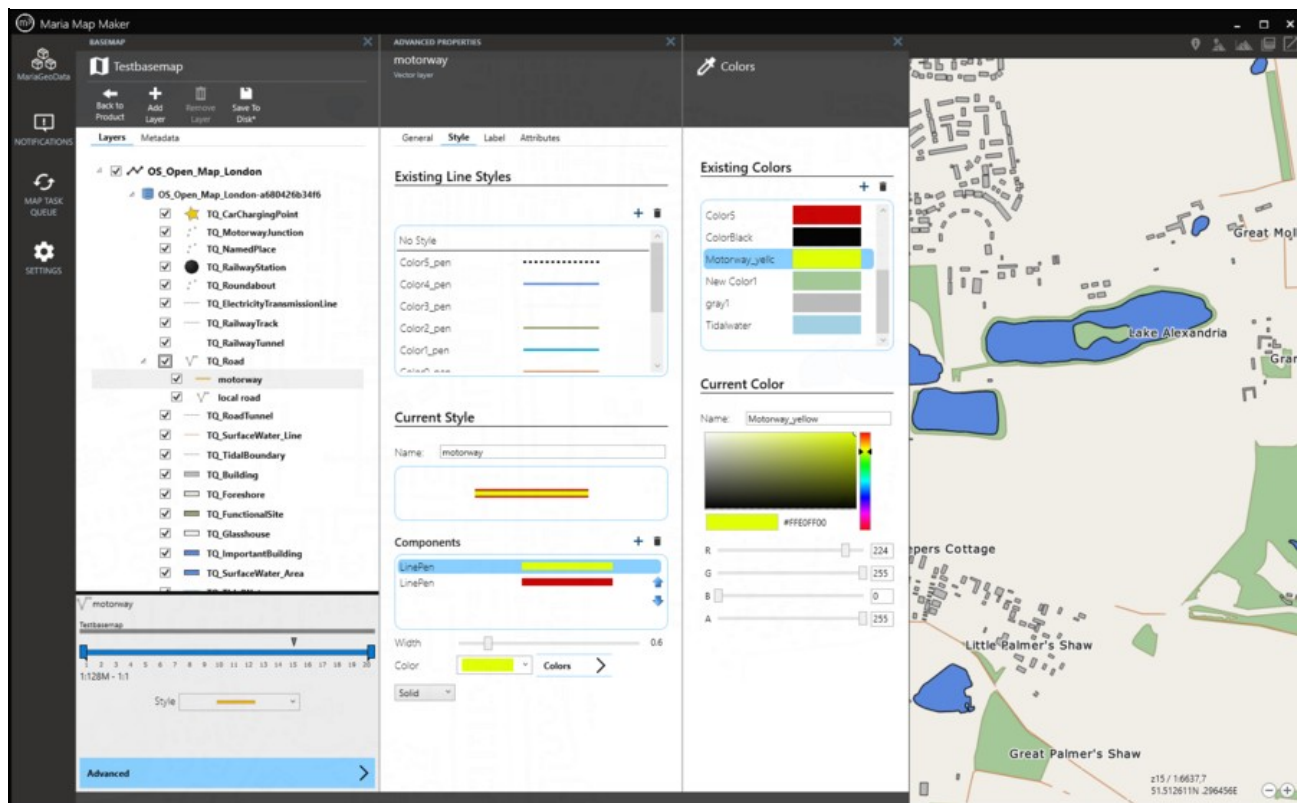 m³ Maria Map Maker
MariaGeoData
NOTIFICATIONS
MAP TASK
QUEUE
SETTINGS
BASEMAP
Testbasemap
Back to
Product
Add
Layer
Remove
Layer
Save To
Disk*
Layers Metadata
OS_Open_Map_London
OS_Open_Map_London-a680426b34f6
TQ_CarChargingPoint
TQ_MotorwayJunction
TQ_NamedPlace
TQ_RailwayStation
TQ_Roundabout
TQ_ElectricityTransmissionLine
TQ_RailwayTrack
TQ_RailwayTunnel
TQ_Road
motorway
local road
TQ_RoadTunnel
TQ_SurfaceWater_Line
TQ_TidalBoundary
TQ_Building
TQ_Foreshore
TQ_FunctionalSite
TQ_Glasshouse
TQ_ImportantBuilding
TQ_SurfaceWater_Area
motorway
Testbasemap
1 2 3 4 5 6 7 8 9 10 11 12 13 14 15 16 17 18 19 20
1:128M - 1:1
Style
Advanced
ADVANCED PROPERTIES
motorway
Vector layer
General Style Label Attributes
Existing Line Styles
No Style
Color5_pen
Color4_pen
Color3_pen
Color2_pen
Color1_pen
Color0_pen
Current Style
Name: motorway
Components
LinePen
LinePen
Width 0.6
Color Colors
Solid
Colors
Existing Colors
Color5
ColorBlack
Motorway_yellc
New Color1
gray1
Tidalwater
Current Color
Name: Motorway_yellow
#FFE0FF00
R 224
G 255
B 0
A 255
Great Moll
Lake Alexandria
Gran
epers Cottage
Little Palmer's Shaw
Great Palmer's Shaw
z15 / 1:6637,7
51.512611N .296456E